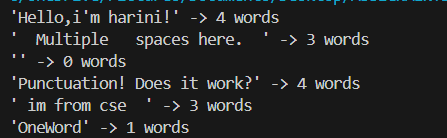 'Hello,i'm harini!' -> 4 words
'  Multiple   spaces here.  ' -> 3 words
'' -> 0 words
'Punctuation! Does it work?' -> 4 words
' im from cse  ' -> 3 words
'OneWord' -> 1 words